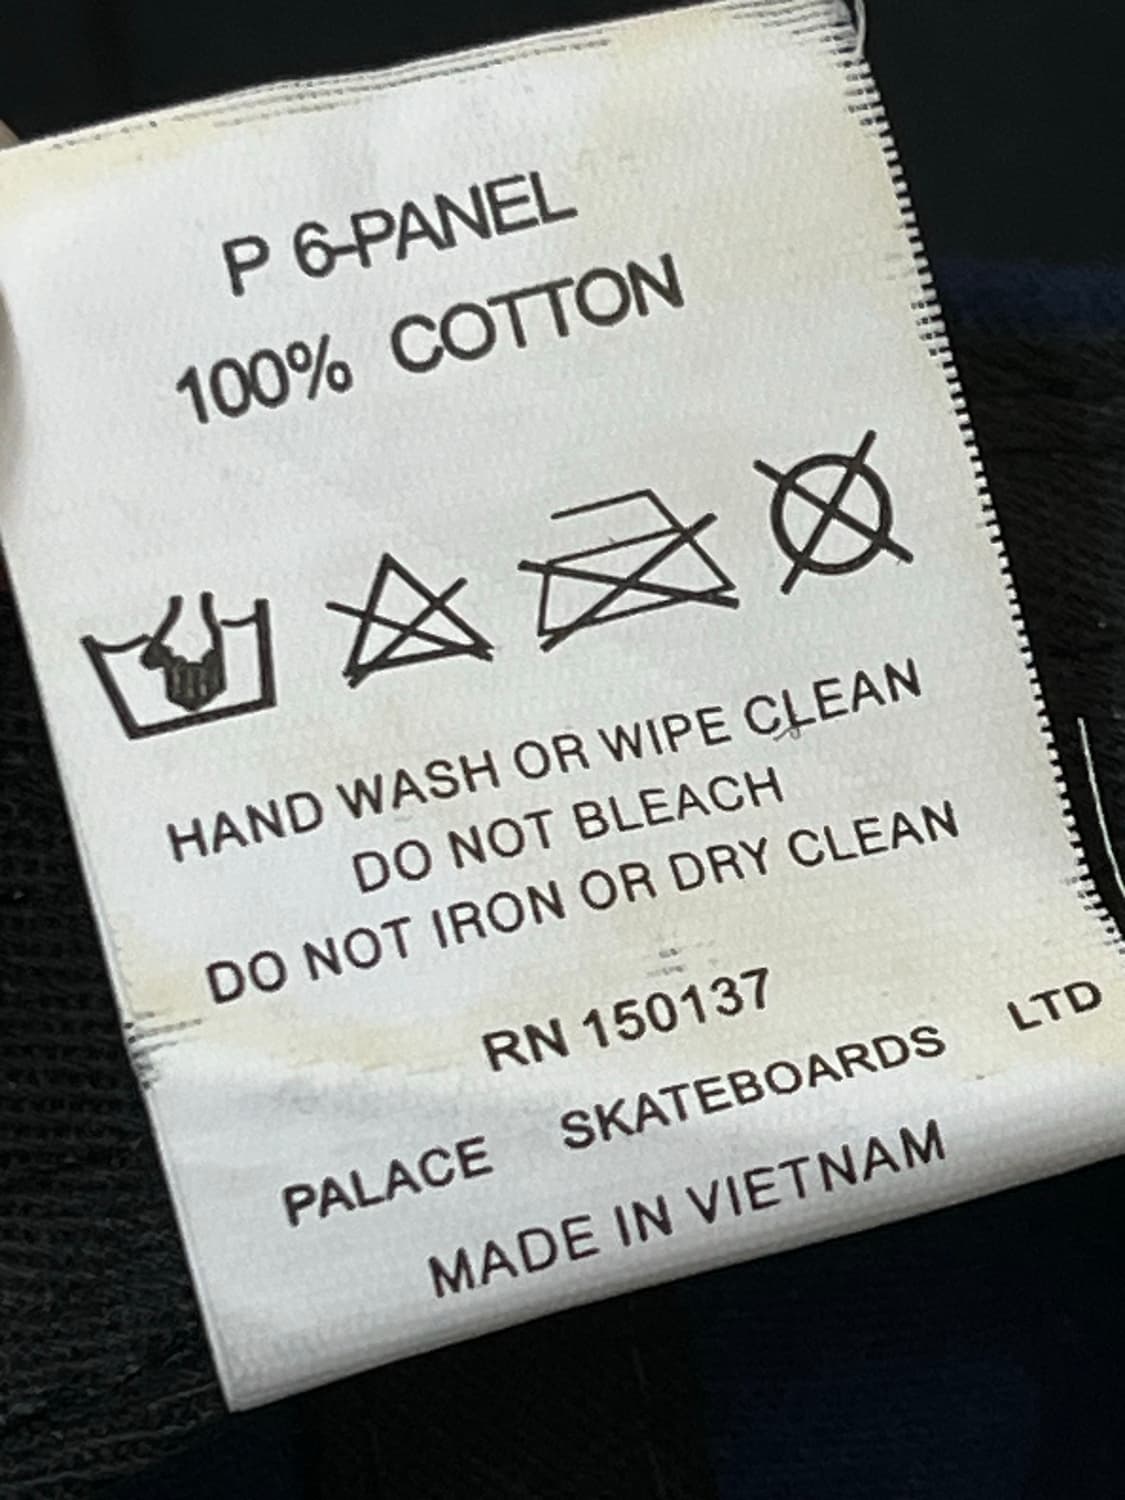 P 6-PANEL
100% COTTON
HAND WASH OR WIPE CLEAN
DO NOT BLEACH
DO NOT IRON OR DRY CLEAN
RN 150137
PALACE SKATEBOARDS LTD
MADE IN VIETNAM